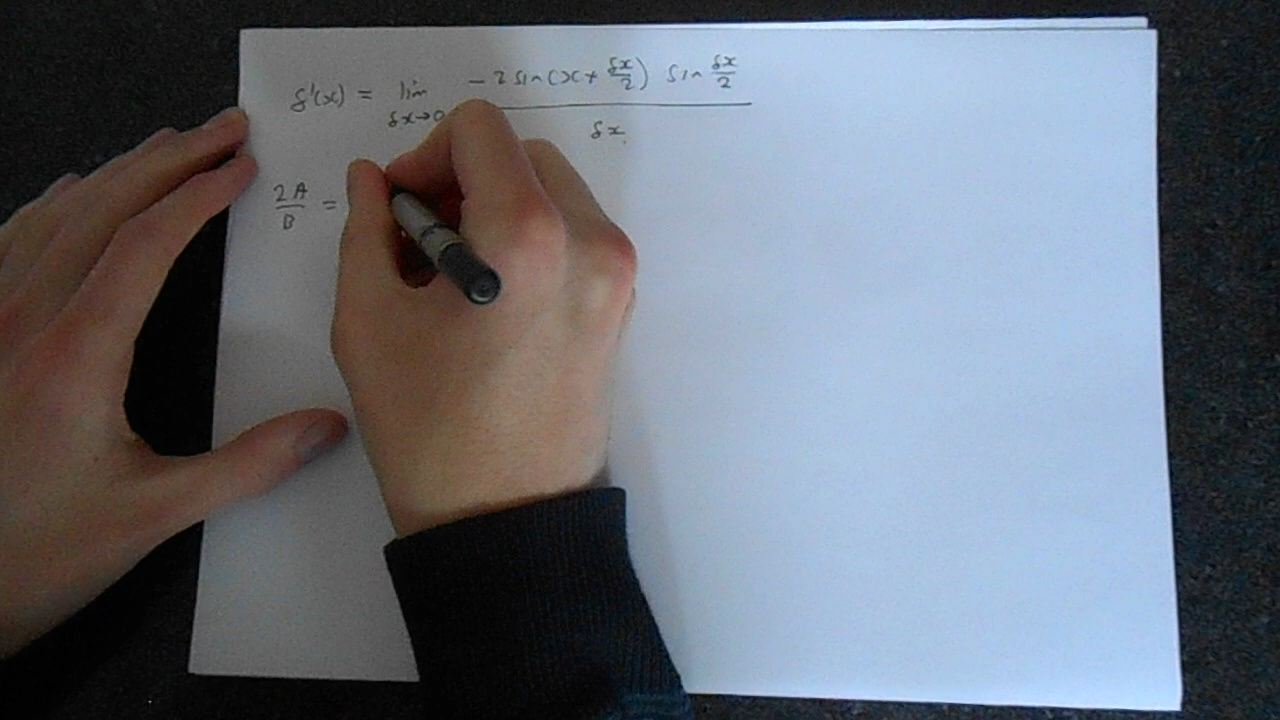 f'(x) = lim δx→0 -2 sin(x + δx/2) sin δx/2 / δx
2A/B =